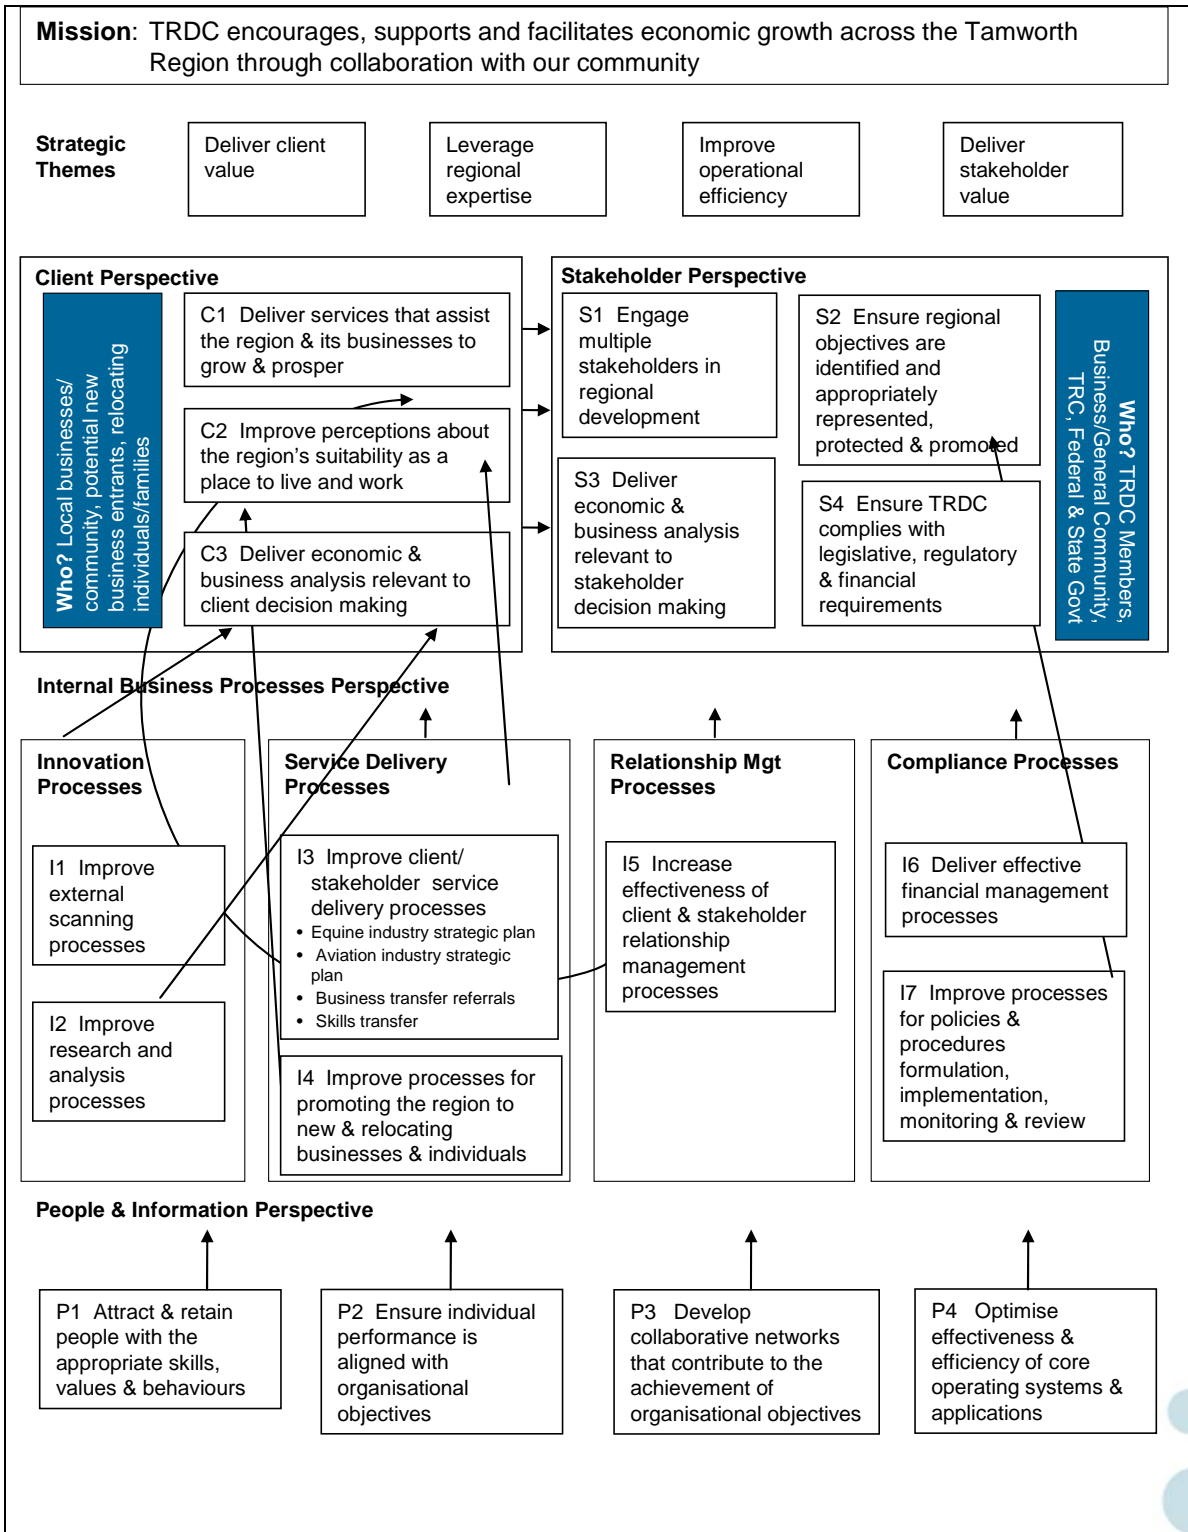 Mission: TRDC encourages, supports and facilitates economic growth across the Tamworth
Region through collaboration with our community
Strategic
Themes
Deliver client
value
Leverage
regional
expertise
Improve
operational
efficiency
Deliver
stakeholder
value
Client Perspective
Who? Local businesses/
community, potential new
business entrants, relocating
individuals/families
C1 Deliver services that assist
the region & its businesses to
grow & prosper
C2 Improve perceptions about
the region's suitability as a
place to live and work
C3 Deliver economic &
business analysis relevant to
client decision making
Stakeholder Perspective
S1 Engage
multiple
stakeholders in
regional
development
S2 Ensure regional
objectives are
identified and
appropriately
represented,
protected & promoted
S3 Deliver
economic &
business analysis
relevant to
stakeholder
decision making
S4 Ensure TRDC
complies with
legislative, regulatory
& financial
requirements
Who? TRDC Members,
Business/General Community,
TRC, Federal & State Govt
Internal Business Processes Perspective
Innovation
Processes
I1 Improve
external
scanning
processes
I2 Improve
research and
analysis
processes
Service Delivery
Processes
I3 Improve client/
stakeholder service
delivery processes
• Equine industry strategic plan
• Aviation industry strategic
plan
• Business transfer referrals
• Skills transfer
I4 Improve processes for
promoting the region to
new & relocating
businesses & individuals
Relationship Mgt
Processes
I5 Increase
effectiveness of
client & stakeholder
relationship
management
processes
Compliance Processes
I6 Deliver effective
financial management
processes
I7 Improve processes
for policies &
procedures
formulation,
implementation,
monitoring & review
People & Information Perspective
P1 Attract & retain
people with the
appropriate skills,
values & behaviours
P2 Ensure individual
performance is
aligned with
organisational
objectives
P3 Develop
collaborative networks
that contribute to the
achievement of
organisational objectives
P4 Optimise
effectiveness &
efficiency of core
operating systems &
applications